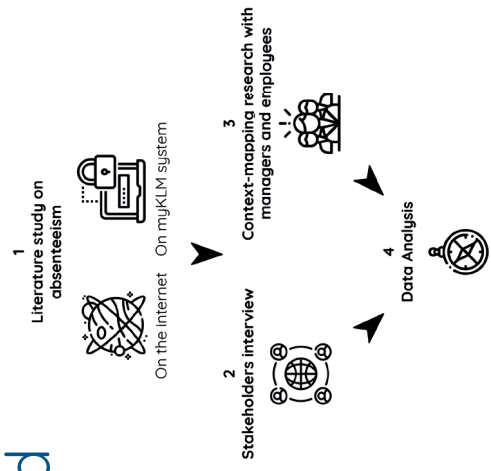 1
Literature study on
absenteeism
On the internet
On myKLM system
2
Stakeholders interview
3
Context-mapping research with
managers and employees
4
Data Analysis